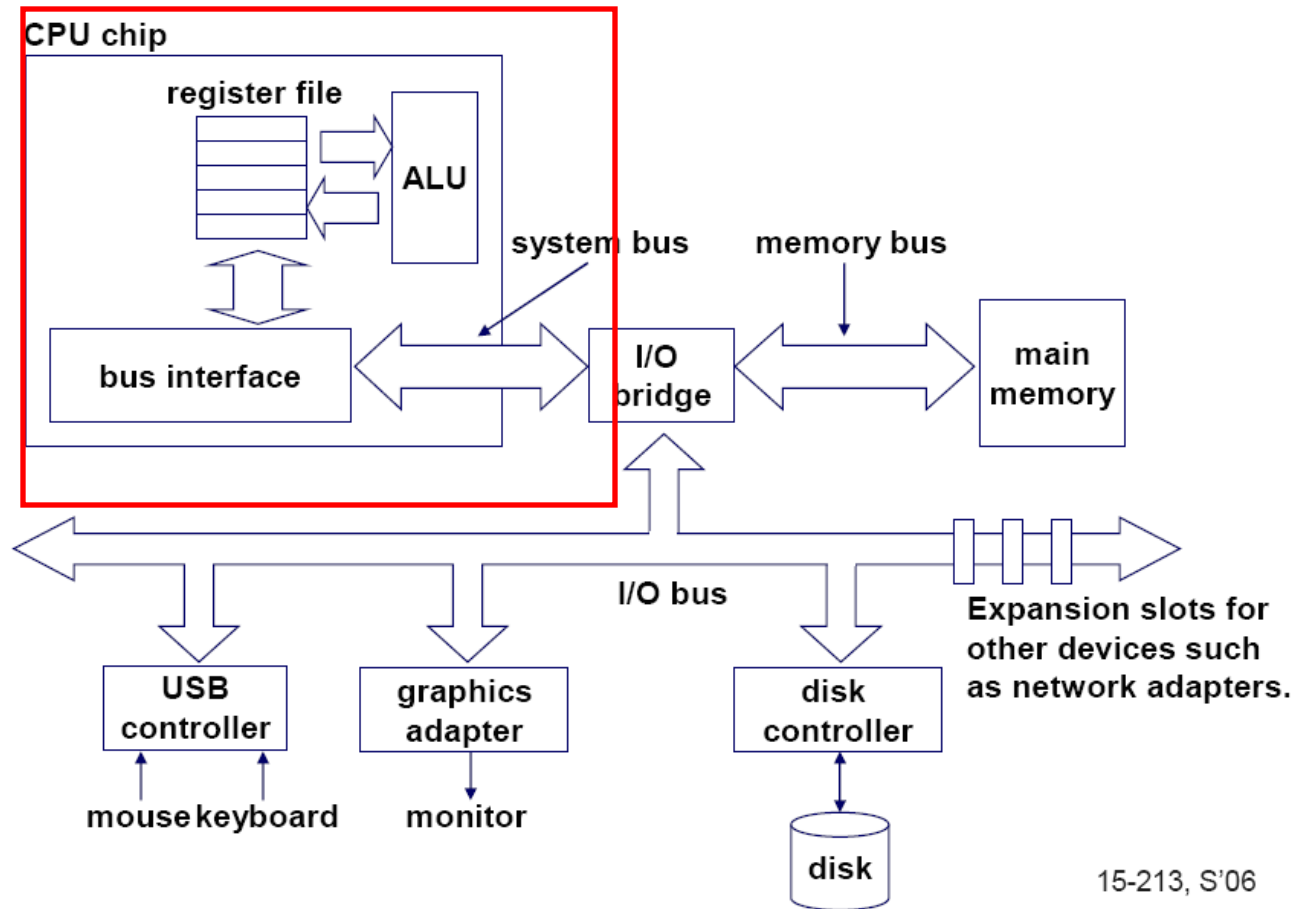 CPU chip
register file
ALU
system bus
memory bus
bus interface
I/O
bridge
main
memory
I/O bus
Expansion slots for
other devices such
as network adapters.
USB
controller
graphics
adapter
disk
controller
mouse keyboard
monitor
disk
15-213, S'06